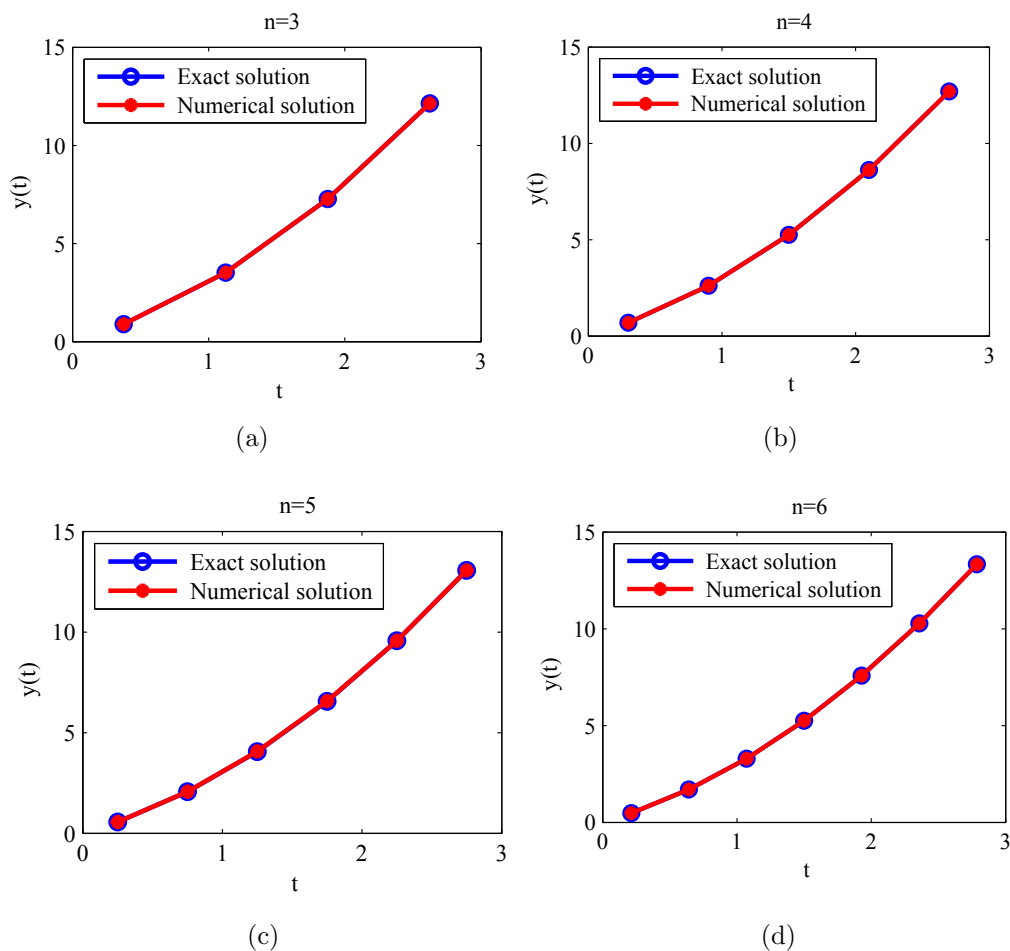 n=3
15
10
5
0
y(t)
Exact solution
Numerical solution
0 1 2 3
t
(a)
n=4
15
10
5
0
y(t)
Exact solution
Numerical solution
0 1 2 3
t
(b)
n=5
15
10
5
0
y(t)
Exact solution
Numerical solution
0 1 2 3
t
(c)
n=6
15
10
5
0
y(t)
Exact solution
Numerical solution
0 1 2 3
t
(d)